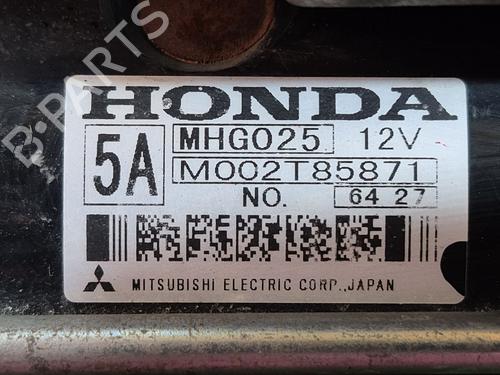 B-PARTS
HONDA
5A
MHG025 12V
M002T85871
NO. 64 27
MITSUBISHI ELECTRIC CORP.,JAPAN